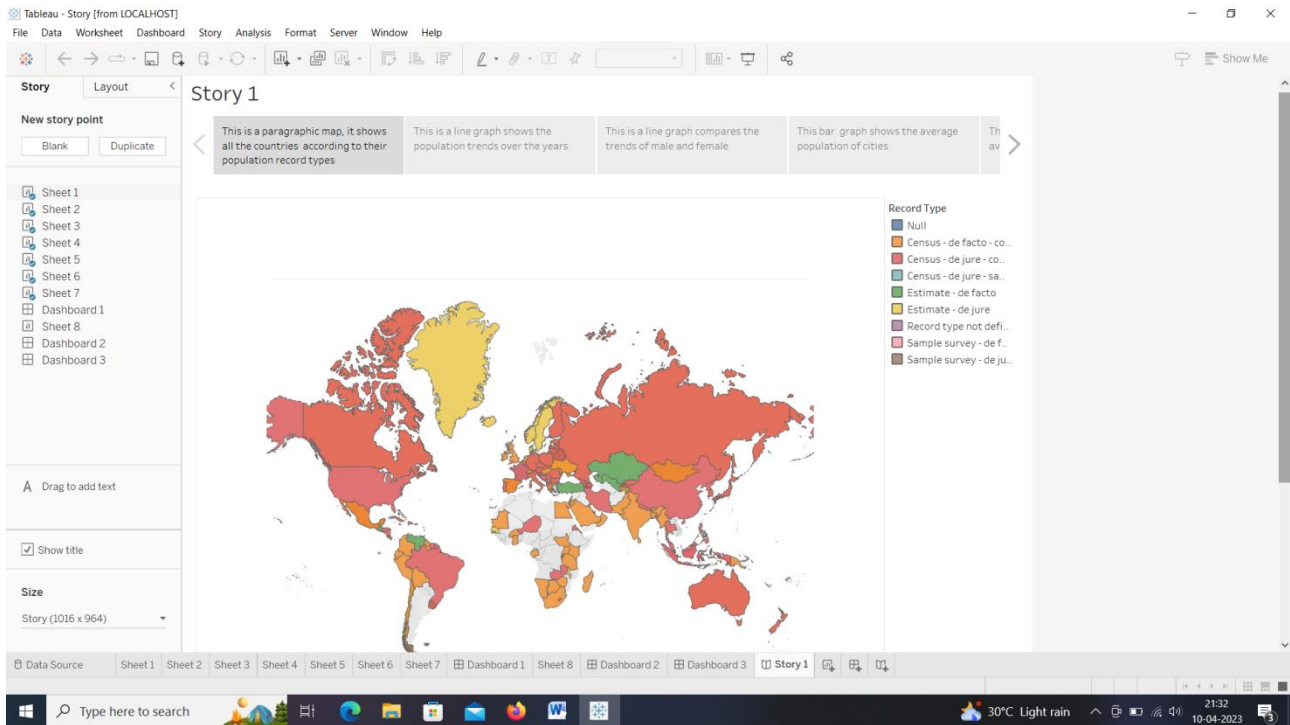 Tableau - Story [from LOCALHOST]
File Data Worksheet Dashboard Story Analysis Format Server Window Help
Show Me
Story Layout
New story point
Blank Duplicate
Sheet 1
Sheet 2
Sheet 3
Sheet 4
Sheet 5
Sheet 6
Sheet 7
Dashboard 1
Sheet 8
Dashboard 2
Dashboard 3
A Drag to add text
Show title
Size
Story (1016 x 964)
Story 1
This is a paragraphic map, it shows
all the countries according to their
population record types
This is a line graph shows the
population trends over the years
This is a line graph compares the
trends of male and female
This bar graph shows the average
population of cities
Th
av
Record Type
Null
Census - de facto - co..
Census - de jure - co...
Census - de jure - sa...
Estimate - de facto
Estimate - de jure
Record type not defi..
Sample survey - de f...
Sample survey - de ju...
Data Source Sheet 1 Sheet 2 Sheet 3 Sheet 4 Sheet 5 Sheet 6 Sheet 7 Dashboard 1 Sheet 8 Dashboard 2 Dashboard 3 Story 1
Type here to search
30°C Light rain
21:32
10-04-2023